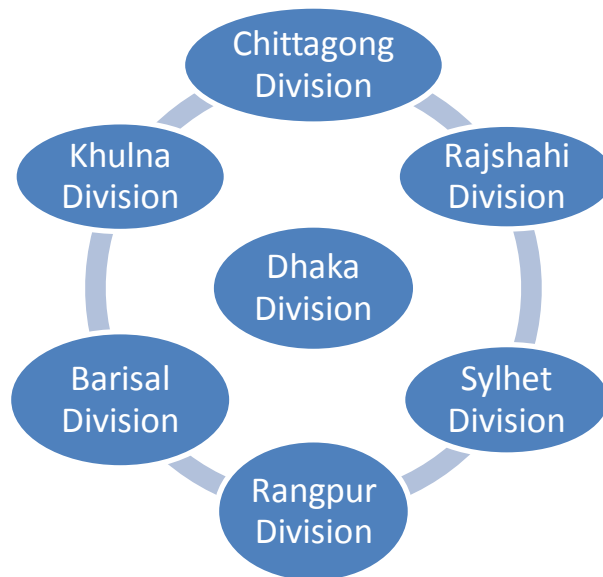 Chittagong
Division
Khulna
Division
Rajshahi
Division
Dhaka
Division
Barisal
Division
Sylhet
Division
Rangpur
Division